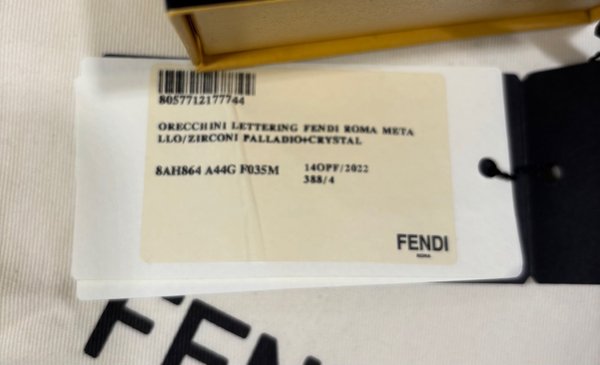 8057712177744
ORECCHINI LETTERING FENDI ROMA META
LLO/ZIRCONI PALLADIO+CRYSTAL
8AH864 A44G F035M 14OPF/2022
388/4
FENDI
ROMA
FEN